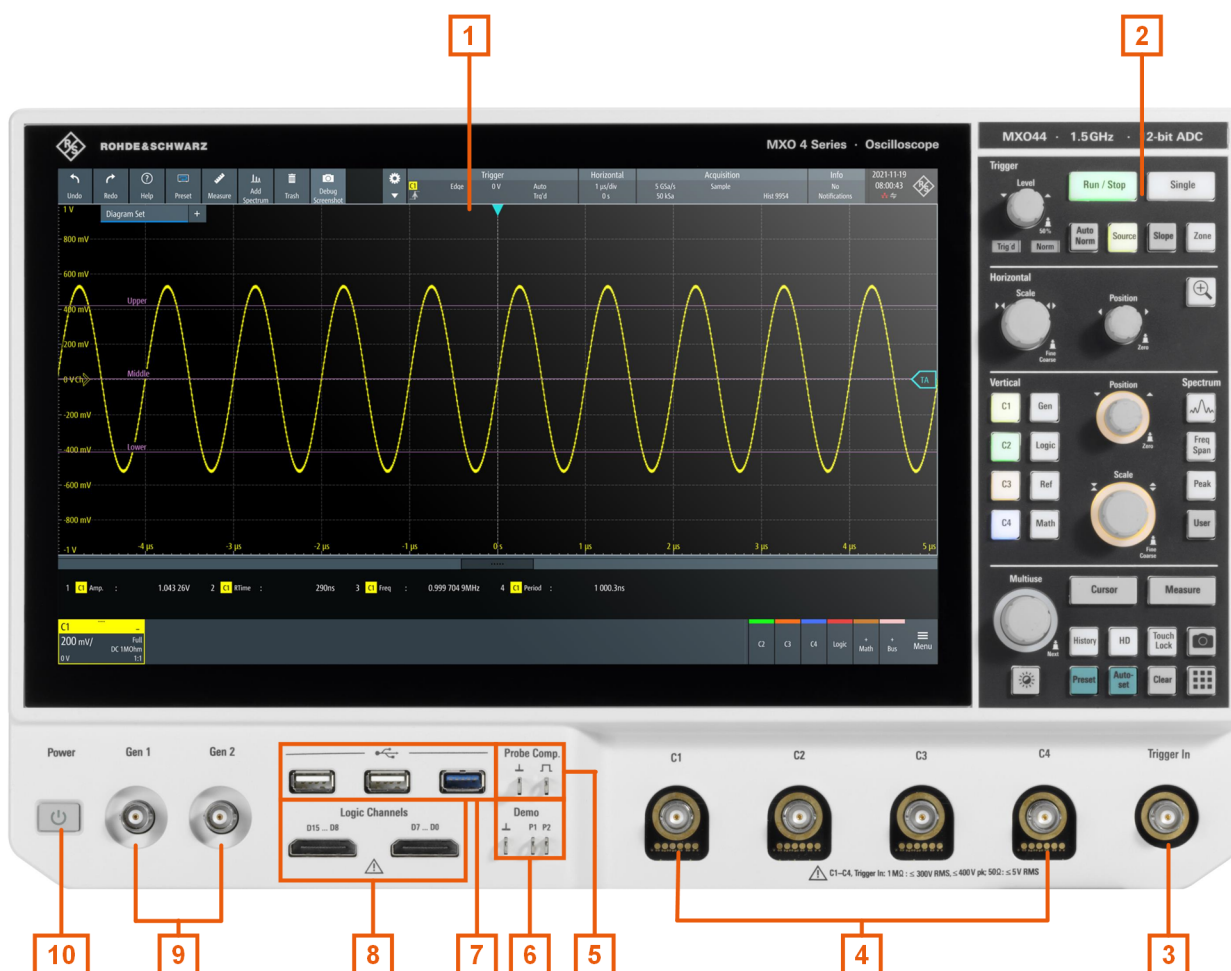 1
2
ROHDE&SCHWARZ
MXO 4 Series · Oscilloscope
MXO44 · 1.5GHz · 2-bit ADC
Undo
Redo
Help
Preset
Measure
Add Spectrum
Trash
Debug Screenshot
C1
Trigger
Edge 0 V Auto
Trg'd
Horizontal
1 µs/div
0 s
Acquisition
5 GSa/s Sample
50 kSa Hist 9954
Info
No
Notifications
2021-11-19
08:00:43
R&S
Diagram Set +
1 V
800 mV
600 mV
400 mV
200 mV
0 V
-200 mV
-400 mV
-600 mV
-800 mV
-1 V
Upper
Middle
Lower
TA
-4 µs
-3 µs
-2 µs
-1 µs
0 s
1 µs
2 µs
3 µs
4 µs
5 µs
1 C1 Amp. : 1.043 26V 2 C1 RTime : 290ns 3 C1 Freq : 0.999 704 9MHz 4 C1 Period : 1 000.3ns
C1
200 mV/ Full
DC 1MOhm
0 V 1:1
C2
C3
C4
Logic
+ Math
+ Bus
Menu
Trigger
Level
50%
Trig'd
Norm
Run / Stop
Single
Auto Norm
Source
Slope
Zone
Horizontal
Scale
Fine
Coarse
Position
Zero
Vertical
Position
Spectrum
C1
Gen
C2
Logic
Zero
Freq Span
C3
Ref
Scale
Peak
C4
Math
User
Fine
Coarse
Multiuse
Next
Cursor
Measure
History
HD
Touch Lock
Preset
Auto-
set
Clear
Power
Gen 1
Gen 2
Probe Comp.
Logic Channels
D15 ... D8
D7 ... D0
Demo
P1 P2
C1
C2
C3
C4
Trigger In
C1–C4, Trigger In; 1 MΩ : ≤ 300V RMS, ≤ 400 V pk; 50Ω: ≤ 5 V RMS
10
9
8
7
6
5
4
3